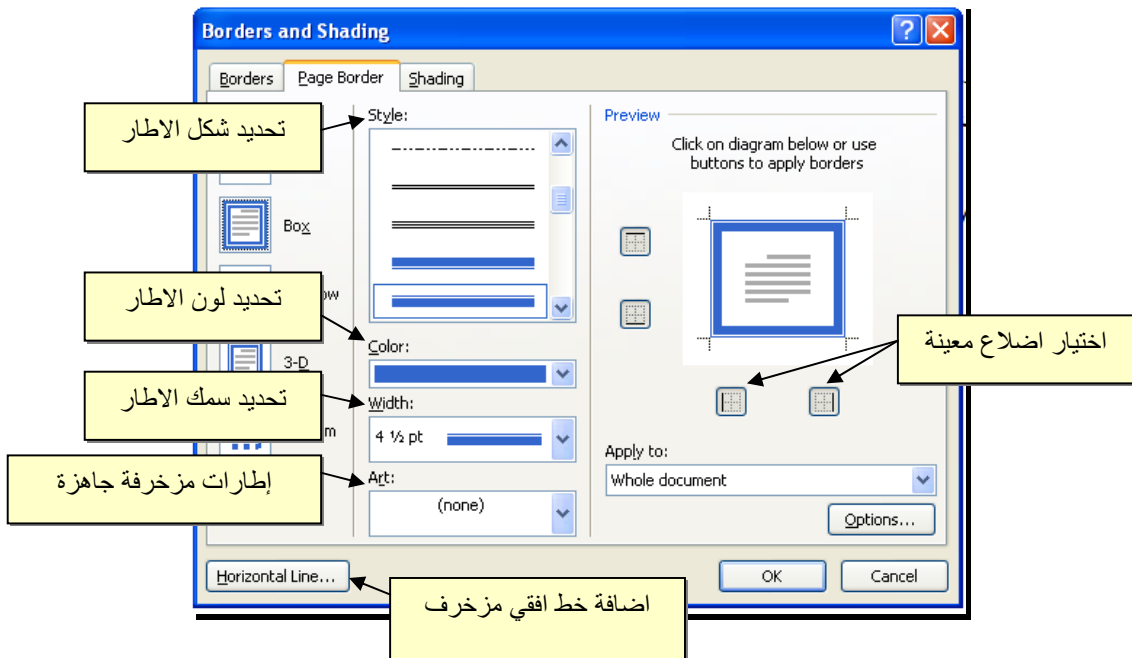 Borders and Shading
Borders
Page Border
Shading
تحديد شكل الاطار
Style:
Preview
Click on diagram below or use
buttons to apply borders
Box
تحديد لون الاطار
ow
اختيار اضلاع معينة
Color:
3-D
تحديد سمك الاطار
Width:
m
4 ½ pt
Apply to:
إطارات مزخرفة جاهزة
Art:
Whole document
(none)
Options...
Horizontal Line...
OK
Cancel
اضافة خط افقي مزخرف